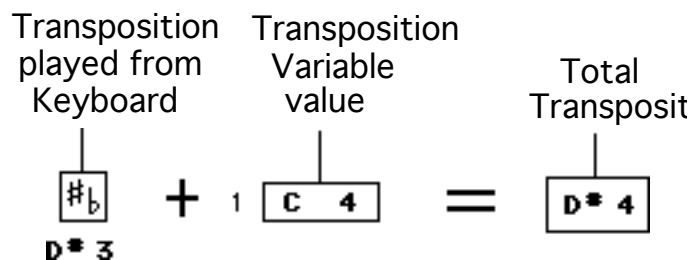 Transposition
played from
Keyboard
Transposition
Variable
value
Total
Transposit
♯♭ + 1 C 4 = D# 4
D# 3